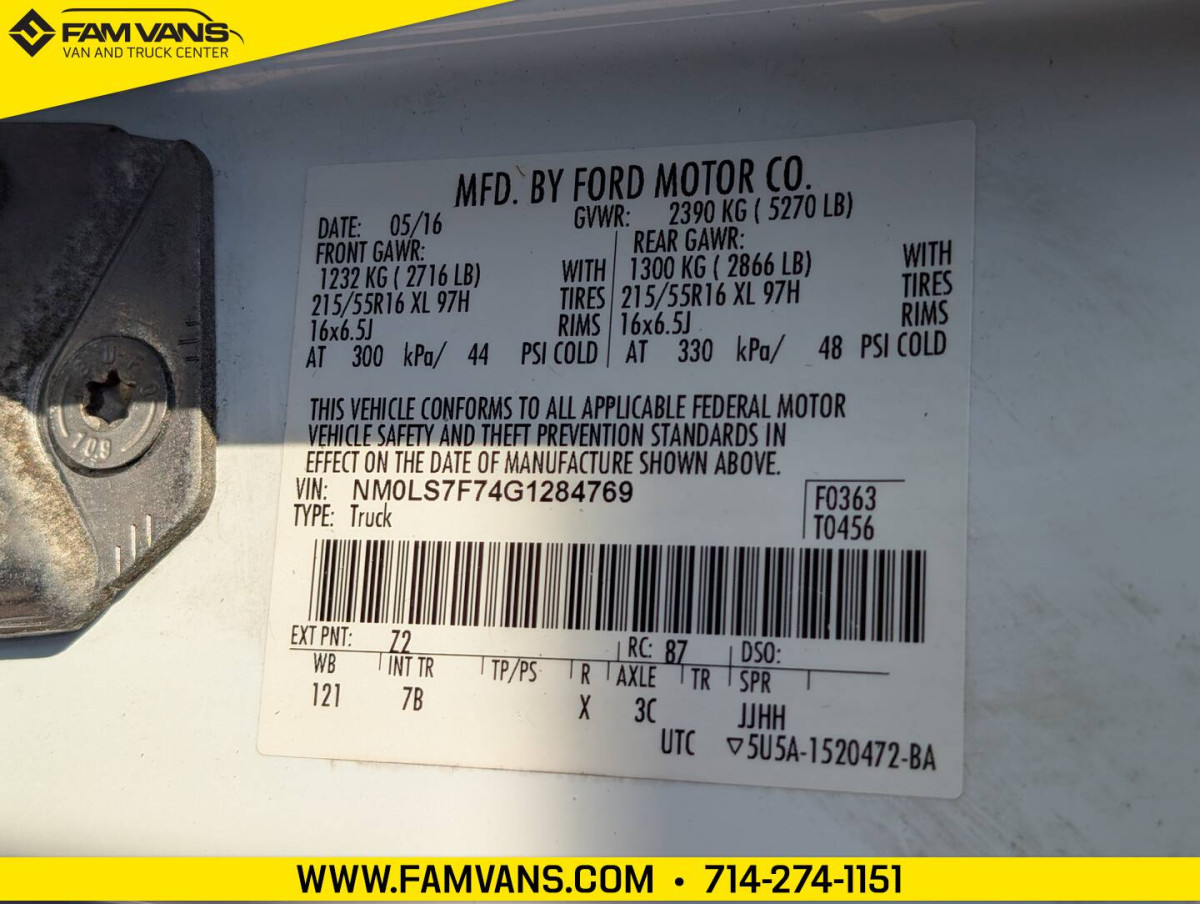 FAM VANS
VAN AND TRUCK CENTER
MFD. BY FORD MOTOR CO.
DATE: 05/16 GVWR: 2390 KG ( 5270 LB)
FRONT GAWR: REAR GAWR:
1232 KG ( 2716 LB) WITH 1300 KG ( 2866 LB) WITH
215/55R16 XL 97H TIRES 215/55R16 XL 97H TIRES
16x6.5J RIMS 16x6.5J RIMS
AT 300 kPa/ 44 PSI COLD AT 330 kPa/ 48 PSI COLD
THIS VEHICLE CONFORMS TO ALL APPLICABLE FEDERAL MOTOR
VEHICLE SAFETY AND THEFT PREVENTION STANDARDS IN
EFFECT ON THE DATE OF MANUFACTURE SHOWN ABOVE.
VIN: NM0LS7F74G1284769 F0363
TYPE: Truck T0456
EXT PNT: Z2 RC: 87 DSO:
WB INT TR TP/PS R AXLE TR SPR
121 7B X 3C JJHH
UTC ▽5U5A-1520472-BA
WWW.FAMVANS.COM • 714-274-1151